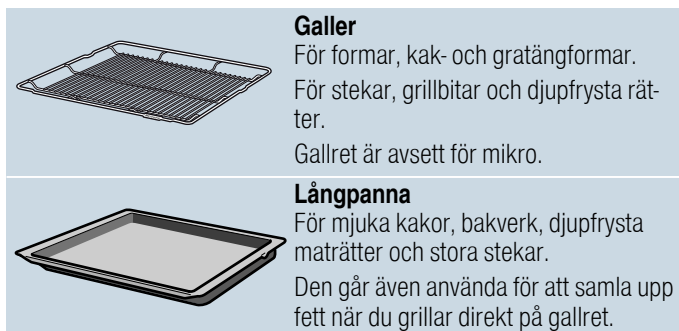 Galler
För formar, kak- och gratängformar.
För stekar, grillbitar och djupfrysta rät-
ter.
Gallret är avsett för mikro.
Långpanna
För mjuka kakor, bakverk, djupfrysta
maträtter och stora stekar.
Den går även använda för att samla upp
fett när du grillar direkt på gallret.